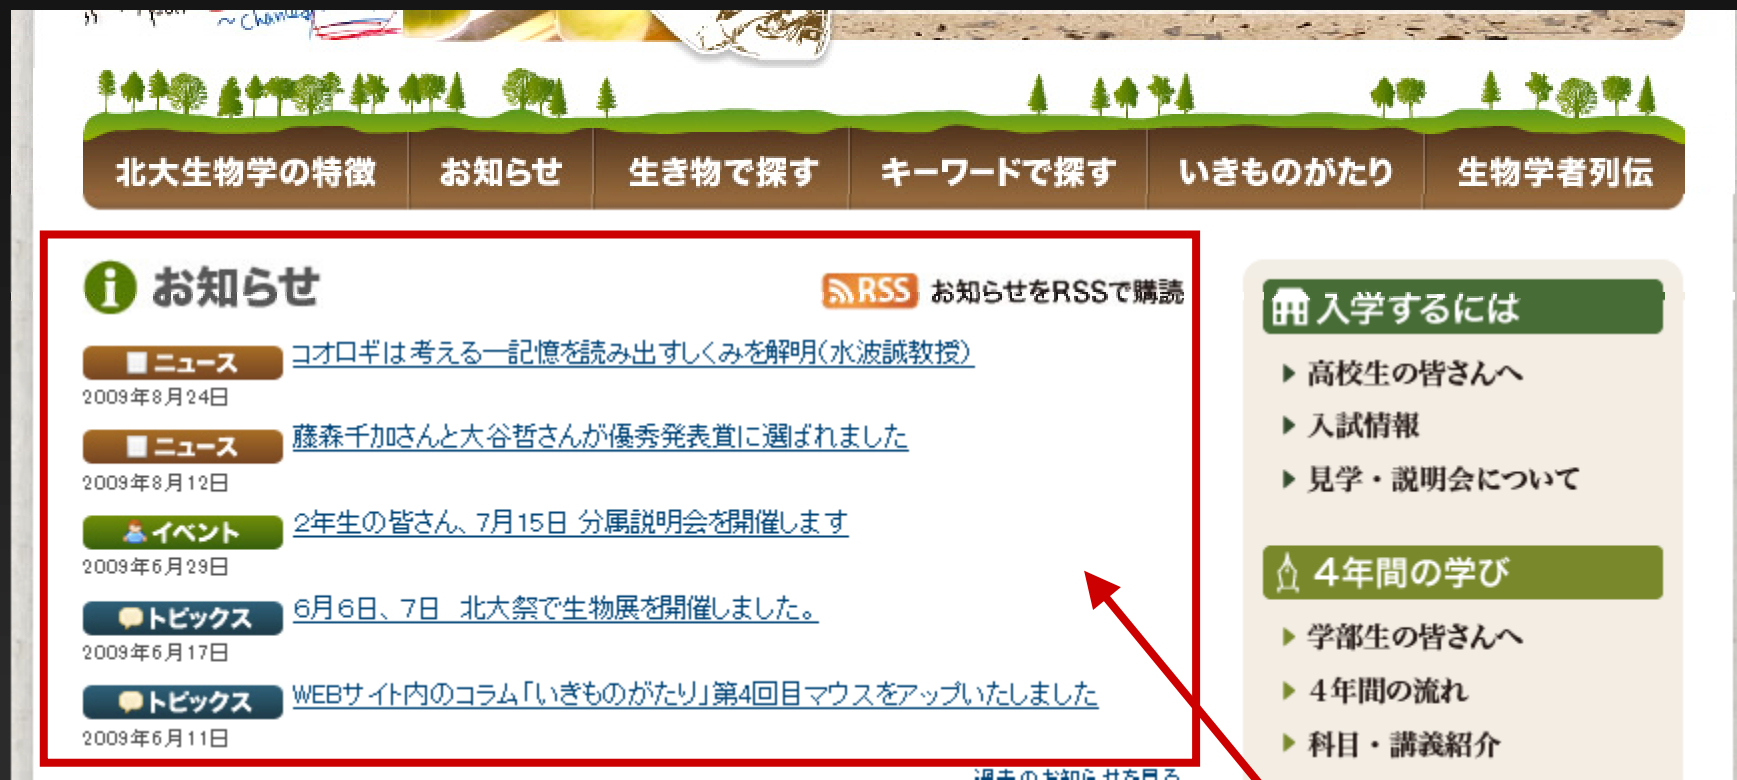 北大生物学の特徴 お知らせ 生き物で探す キーワードで探す いきものがたり 生物学者列伝
お知らせ
RSS お知らせをRSSで購読
ニュース コオロギは考える―記憶を読み出すしくみを解明(水波誠教授)
2009年8月24日
ニュース 藤森千加さんと大谷哲さんが優秀発表賞に選ばれました
2009年8月12日
イベント 2年生の皆さん、7月15日 分属説明会を開催します
2009年6月29日
トピックス 6月6日、7日 北大祭で生物展を開催しました。
2009年6月17日
トピックス WEBサイト内のコラム「いきものがたり」第4回目マウスをアップいたしました
2009年6月11日
過去のお知らせを見る
入学するには
高校生の皆さんへ
入試情報
見学・説明会について
4年間の学び
学部生の皆さんへ
4年間の流れ
科目・講義紹介